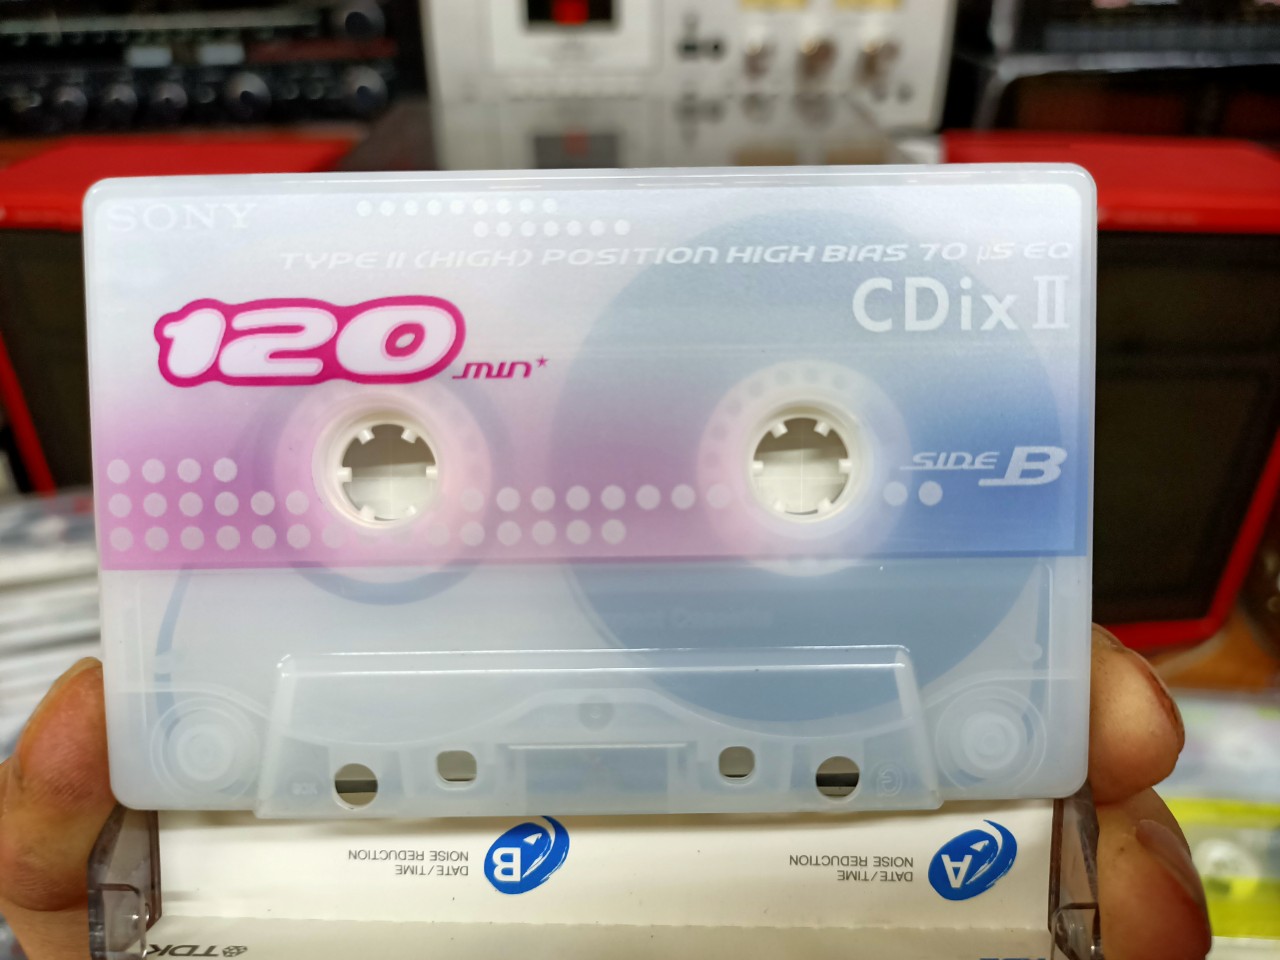 SONY
TYPE II (HIGH) POSITION HIGH BIAS 70 µS EQ
CDix II
120 min*
SIDE B
B
DATE/TIME
NOISE REDUCTION
A
DATE/TIME
NOISE REDUCTION
TDK